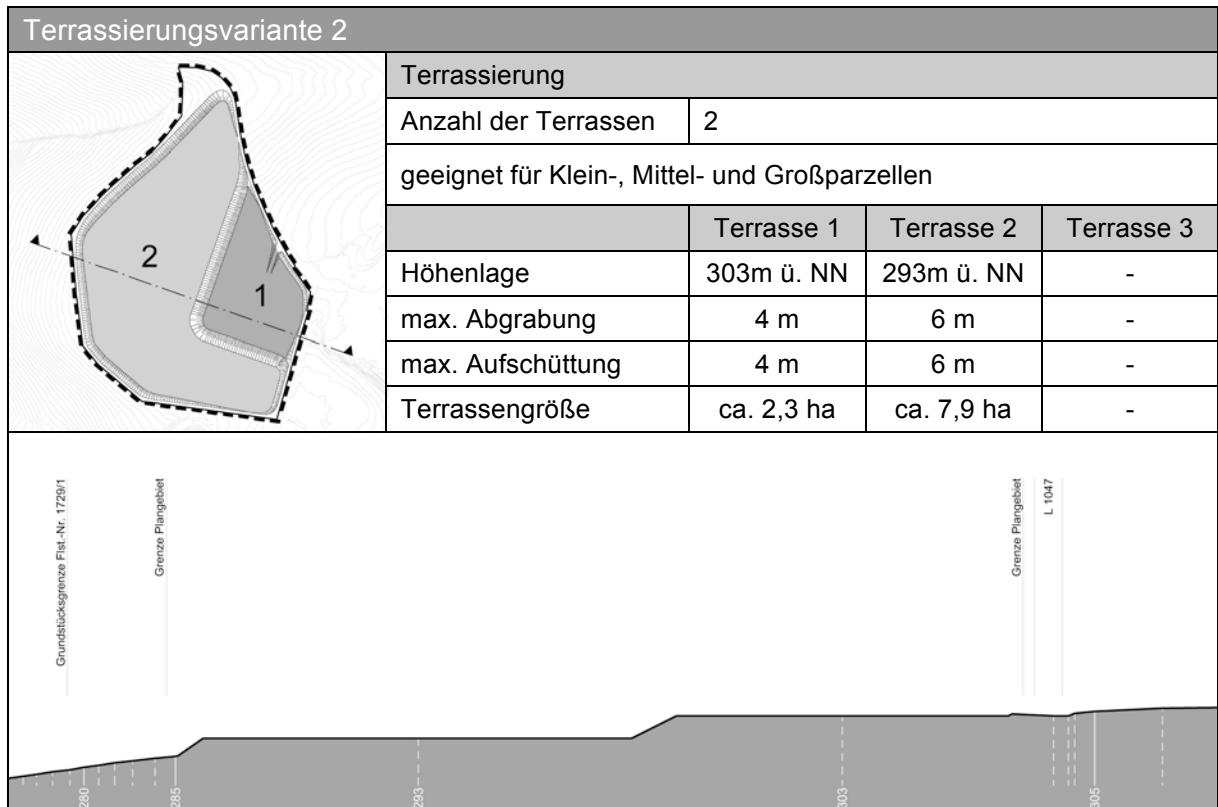 Terrassierungsvariante 2
2
1
Terrassierung
Anzahl der Terrassen 2
geeignet für Klein-, Mittel- und Großparzellen
Terrasse 1 Terrasse 2 Terrasse 3
Höhenlage 303m ü. NN 293m ü. NN -
max. Abgrabung 4 m 6 m -
max. Aufschüttung 4 m 6 m -
Terrassengröße ca. 2,3 ha ca. 7,9 ha -
Grundstücksgrenze Flst.-Nr. 1729/1
Grenze Plangebiet
Grenze Plangebiet
L 1047
280
285
293
303
305